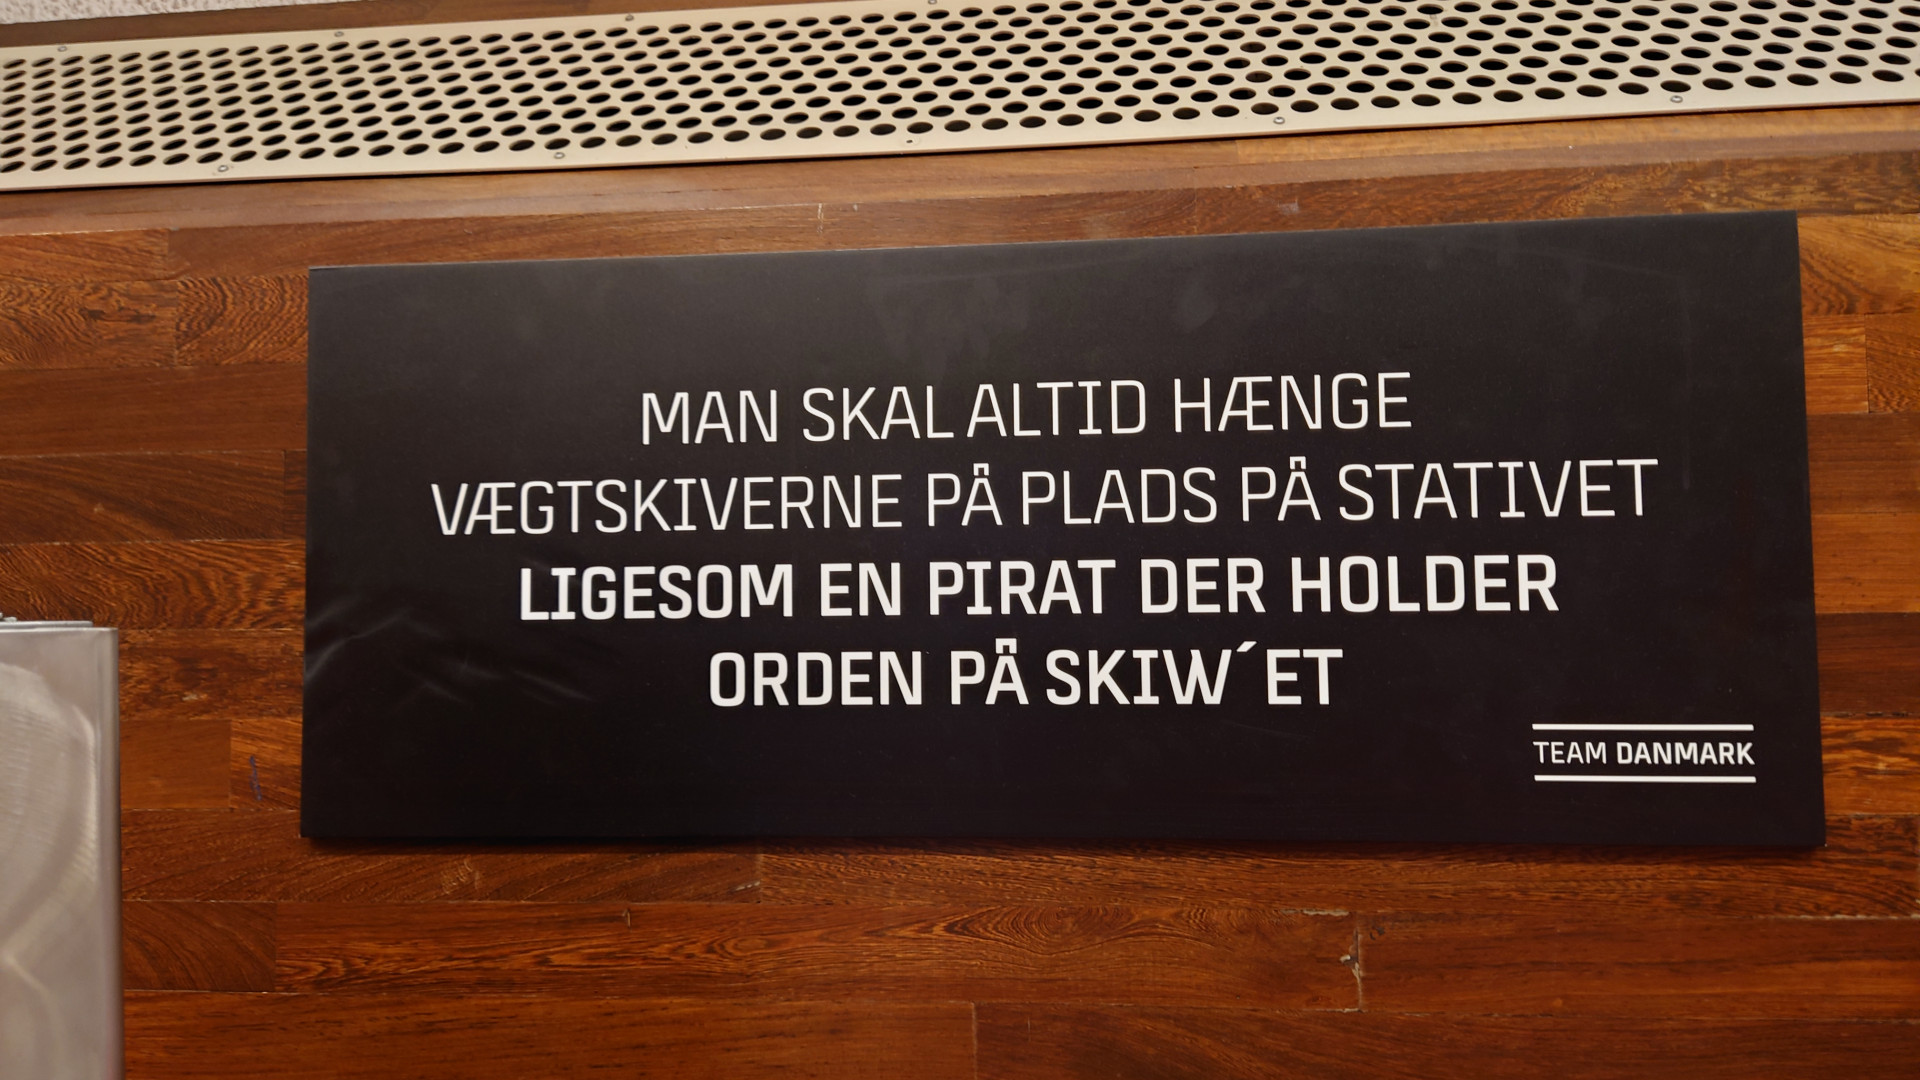 MAN SKAL ALTID HÆNGE
VÆGTSKIVERNE PÅ PLADS PÅ STATIVET
LIGESOM EN PIRAT DER HOLDER
ORDEN PÅ SKIW´ET
TEAM DANMARK